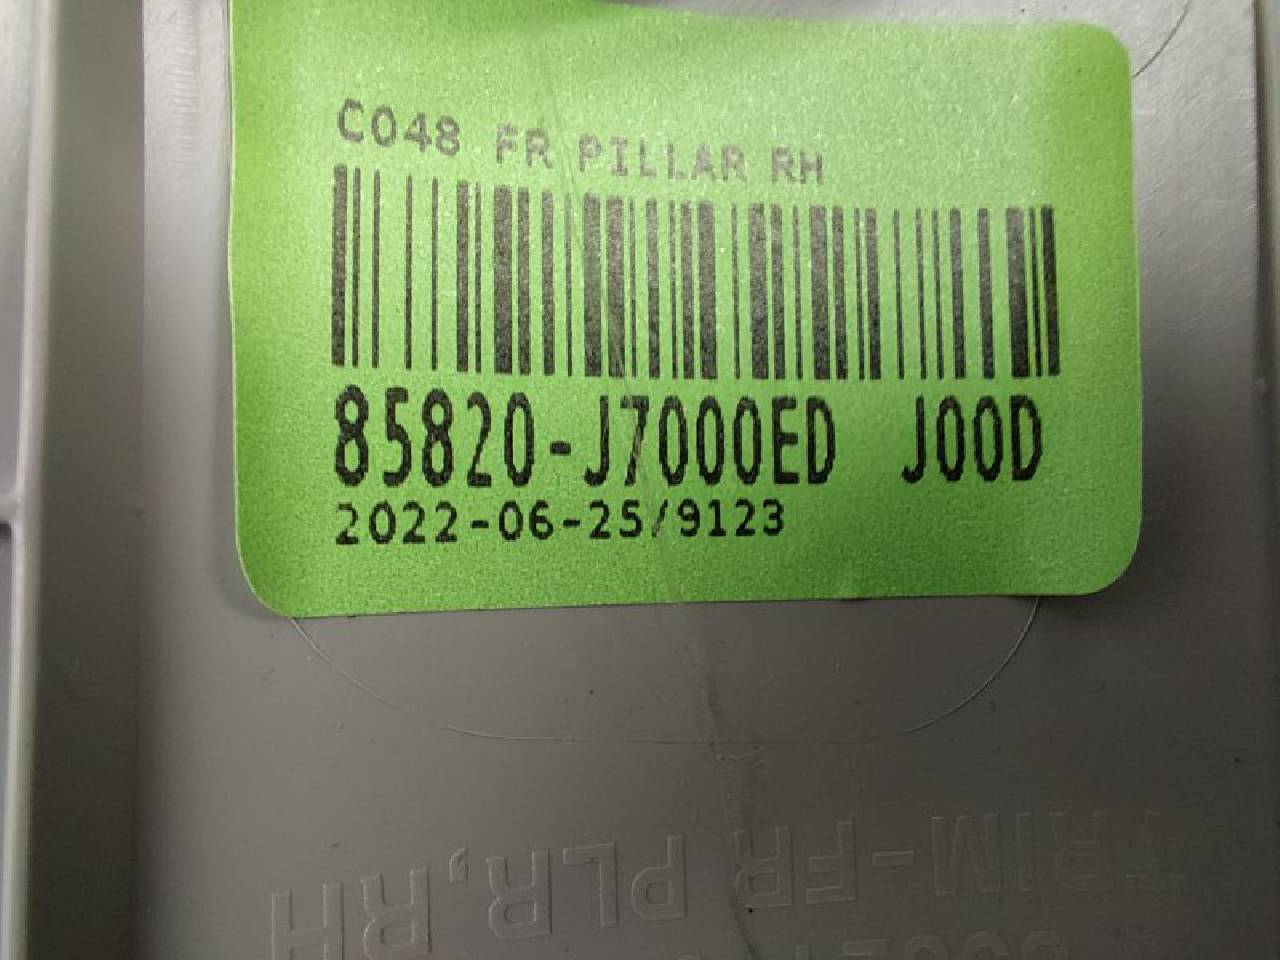 C048 FR PILLAR RH
85820-J7000ED J00D
2022-06-25/9123
TRIM-FR PLR,RH